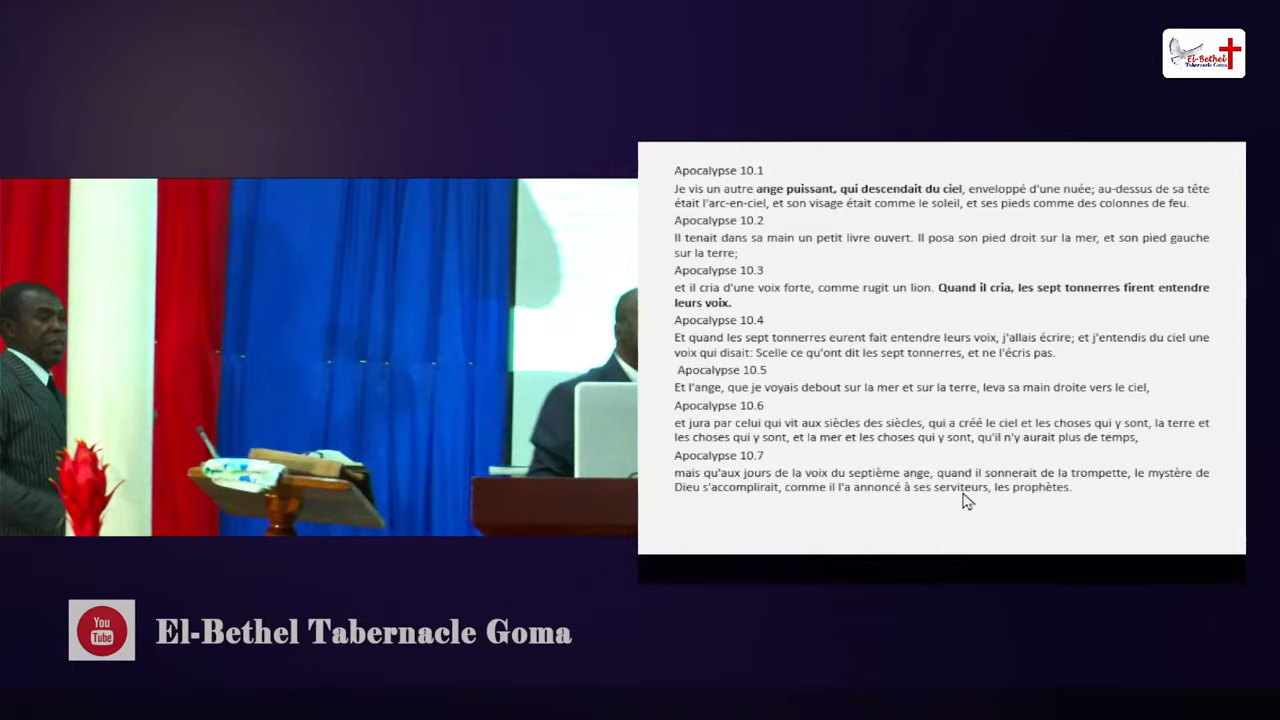 El-Bethel
Tabernacle Goma
Apocalypse 10.1
Je vis un autre ange puissant, qui descendait du ciel, enveloppé d'une nuée; au-dessus de sa tête
était l'arc-en-ciel, et son visage était comme le soleil, et ses pieds comme des colonnes de feu.
Apocalypse 10.2
Il tenait dans sa main un petit livre ouvert. Il posa son pied droit sur la mer, et son pied gauche
sur la terre;
Apocalypse 10.3
et il cria d'une voix forte, comme rugit un lion. Quand il cria, les sept tonnerres firent entendre
leurs voix.
Apocalypse 10.4
Et quand les sept tonnerres eurent fait entendre leurs voix, j'allais écrire; et j'entendis du ciel une
voix qui disait: Scelle ce qu'ont dit les sept tonnerres, et ne l'écris pas.
Apocalypse 10.5
Et l'ange, que je voyais debout sur la mer et sur la terre, leva sa main droite vers le ciel,
Apocalypse 10.6
et jura par celui qui vit aux siècles des siècles, qui a créé le ciel et les choses qui y sont, la terre et
les choses qui y sont, et la mer et les choses qui y sont, qu'il n'y aurait plus de temps,
Apocalypse 10.7
mais qu'aux jours de la voix du septième ange, quand il sonnerait de la trompette, le mystère de
Dieu s'accomplirait, comme il l'a annoncé à ses serviteurs, les prophètes.
You
Tube
El-Bethel Tabernacle Goma